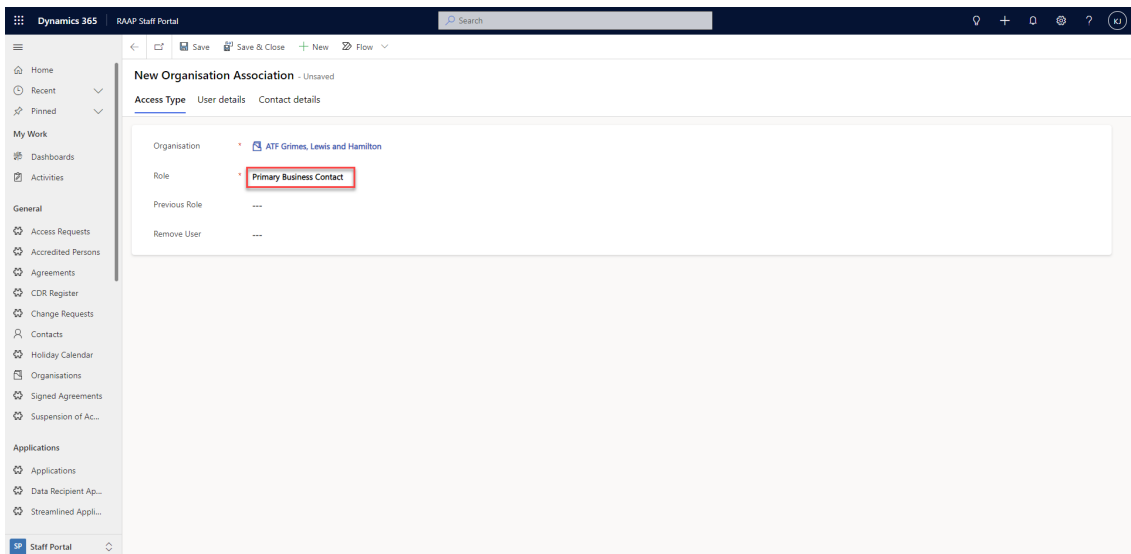 Dynamics 365 RAAP Staff Portal Search KJ
Save Save & Close New Flow
Home
Recent
Pinned
My Work
Dashboards
Activities
General
Access Requests
Accredited Persons
Agreements
CDR Register
Change Requests
Contacts
Holiday Calendar
Organisations
Signed Agreements
Suspension of Ac...
Applications
Applications
Data Recipient Ap...
Streamlined Appli...
SP Staff Portal
New Organisation Association - Unsaved
Access Type User details Contact details
Organisation * ATF Grimes, Lewis and Hamilton
Role * Primary Business Contact
Previous Role ---
Remove User ---